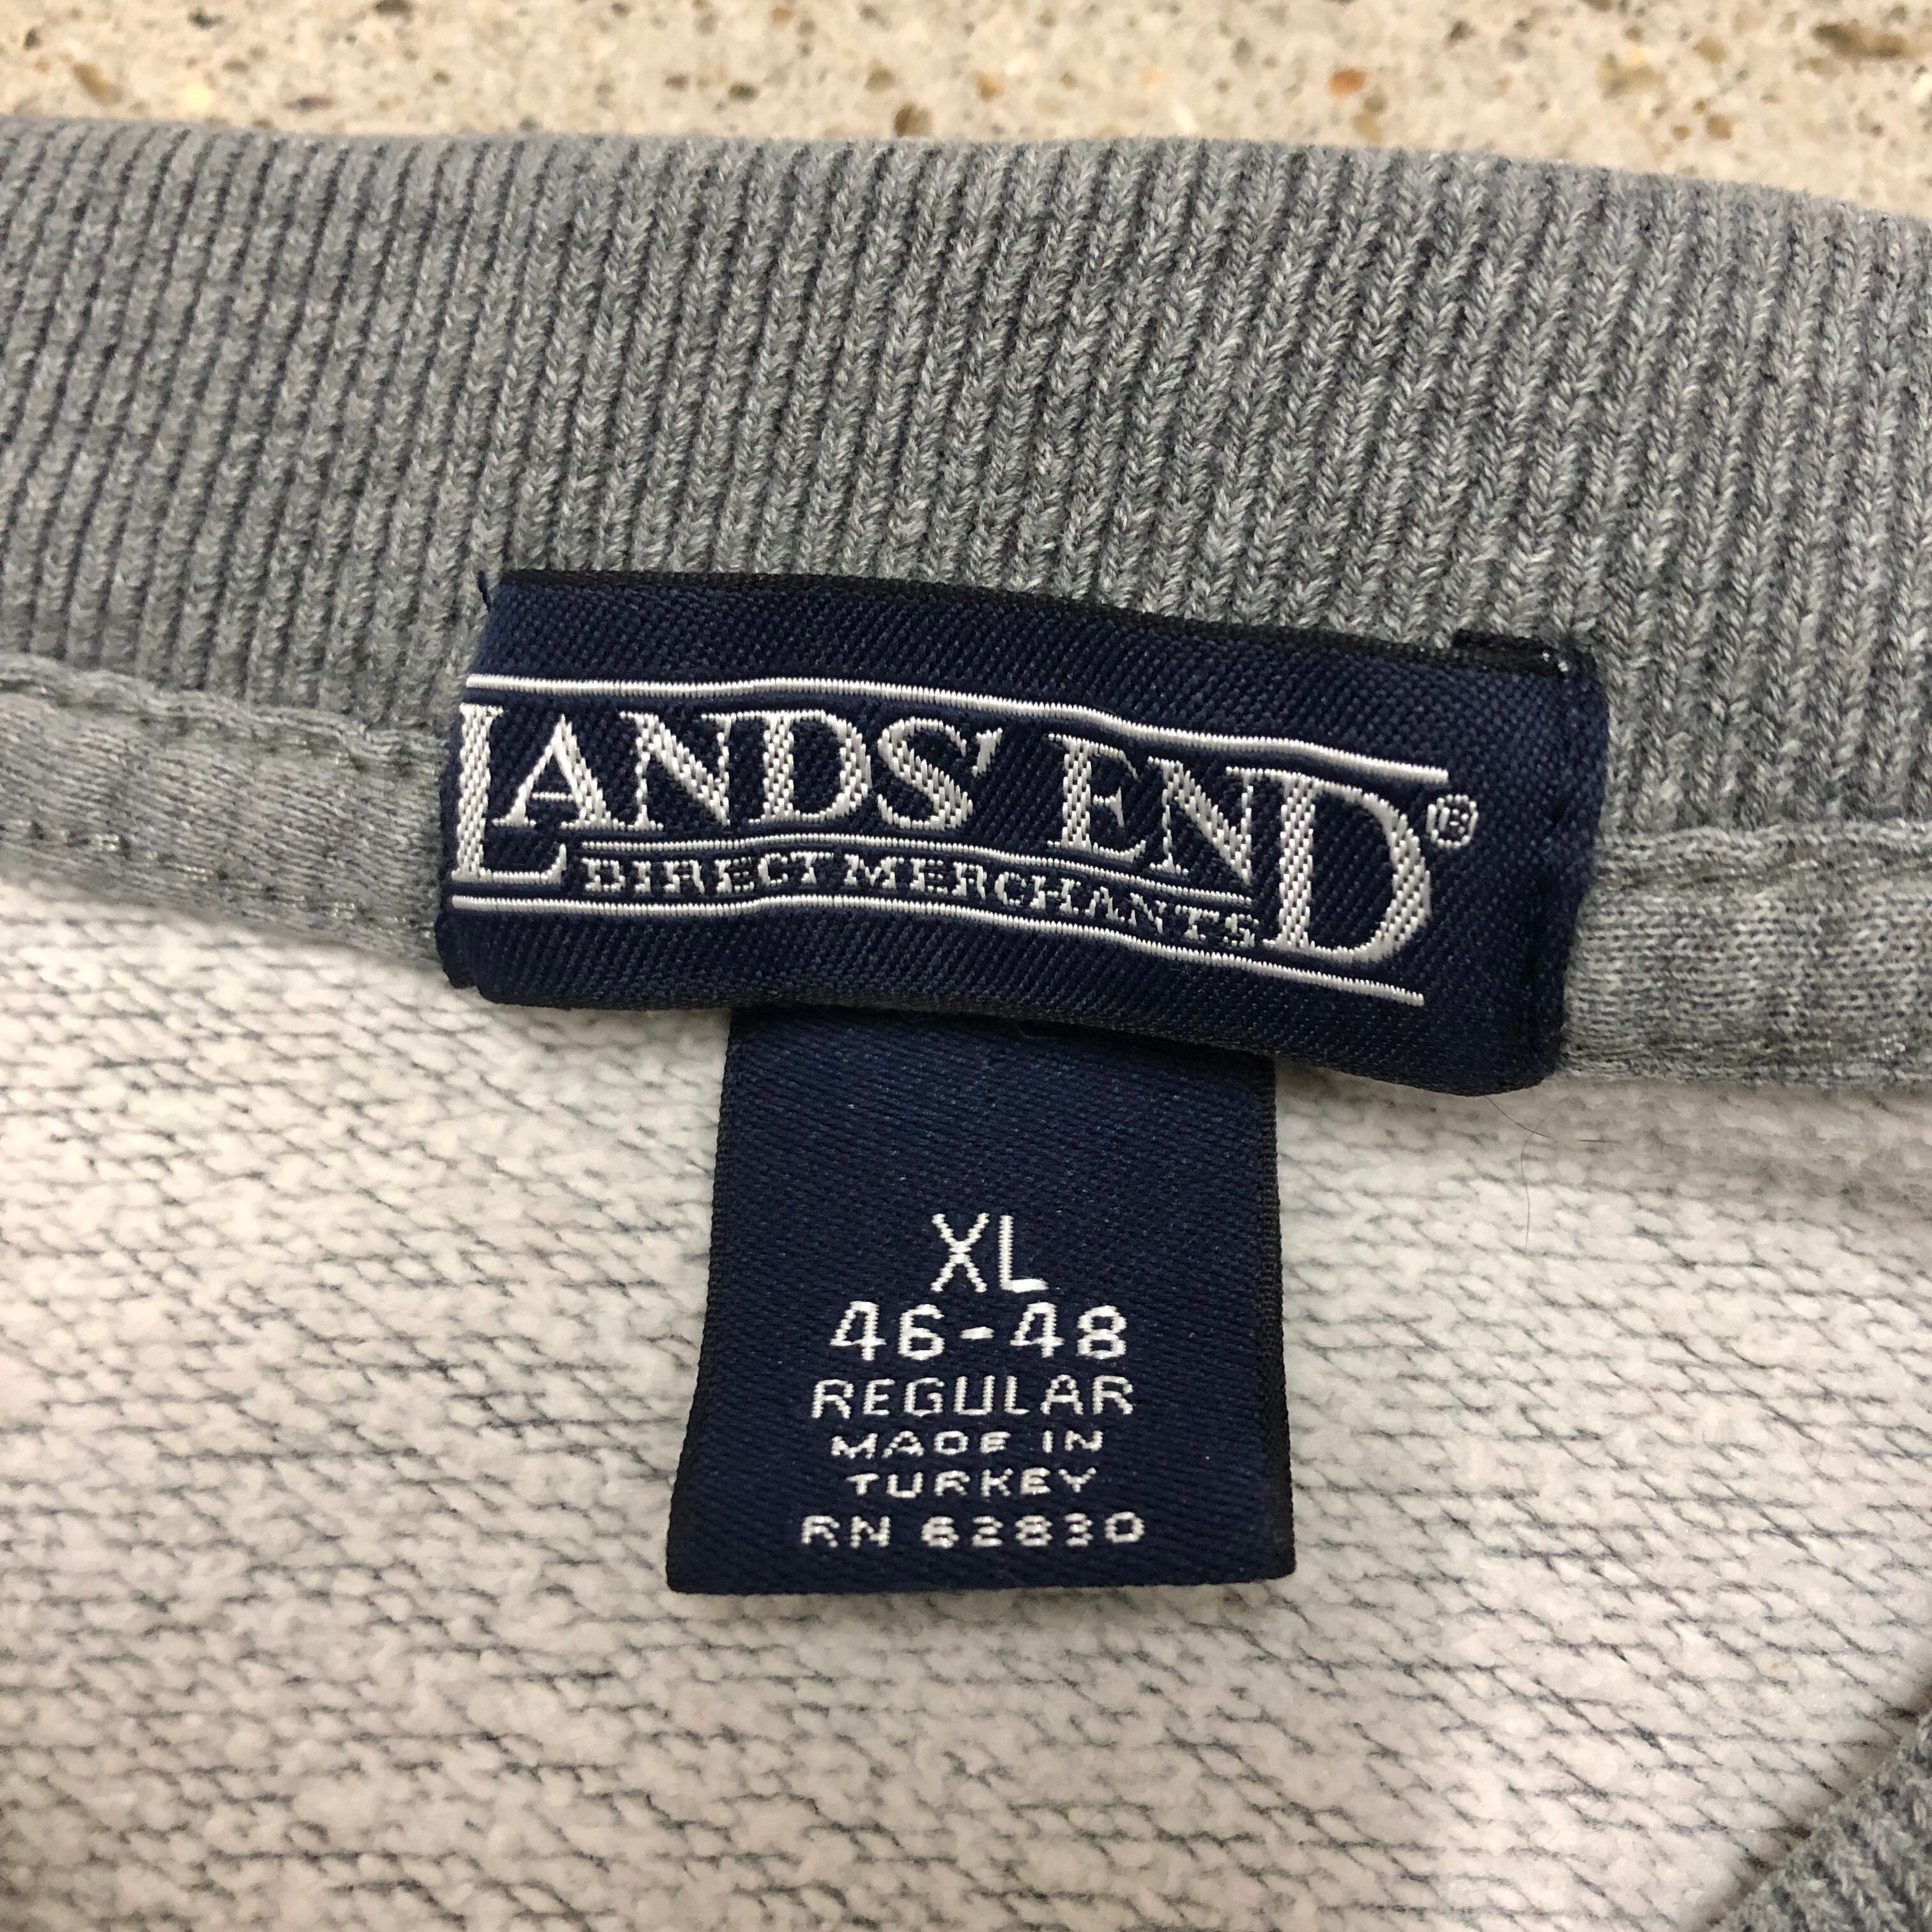 LANDS' END®
DIRECT MERCHANTS
XL
46-48
REGULAR
MADE IN
TURKEY
RN 62830